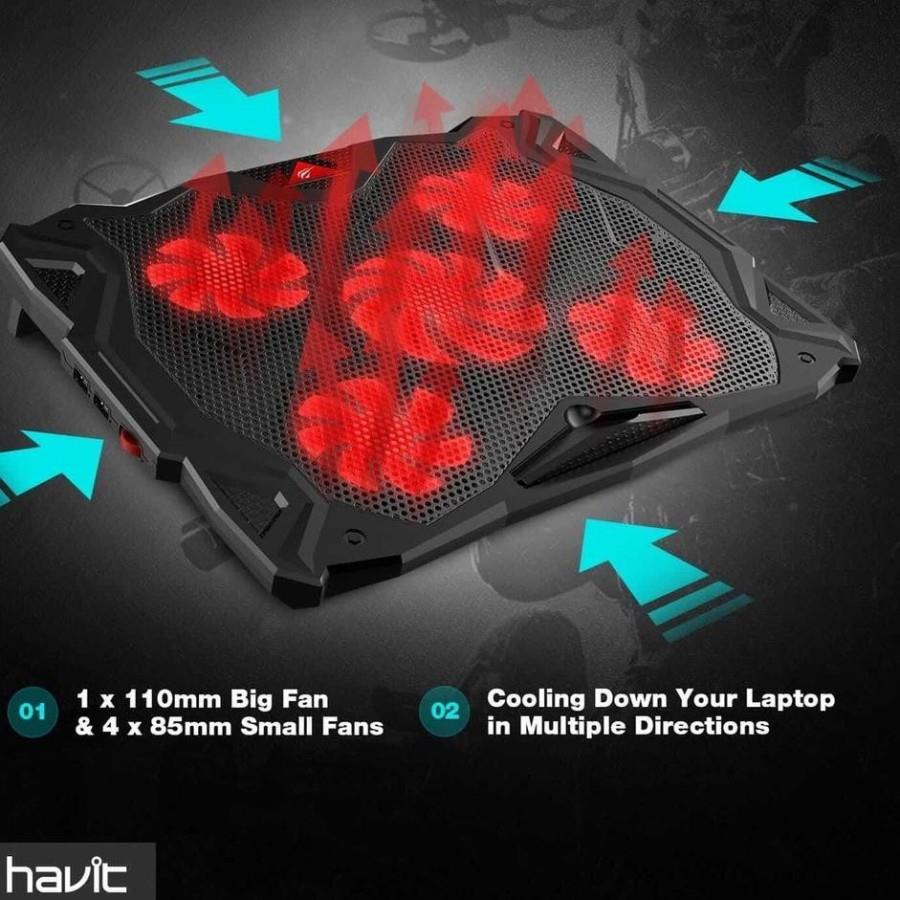 01
1 x 110mm Big Fan
& 4 x 85mm Small Fans
02
Cooling Down Your Laptop
in Multiple Directions
havit